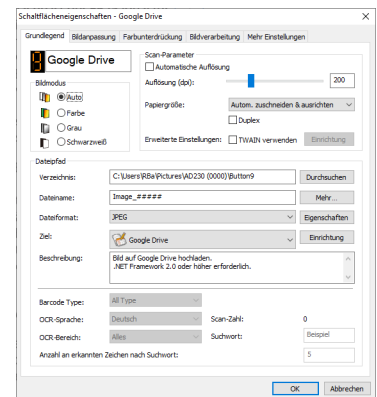 Schaltflächeneigenschaften - Google Drive
Grundlegend Bildanpassung Farbunterdrückung Bildverarbeitung Mehr Einstellungen
9 Google Drive
Bildmodus
Auto
Farbe
Grau
Schwarzweiß
Scan-Parameter
Automatische Auflösung
Auflösung (dpi): 200
Papiergröße: Autom. zuschneiden & ausrichten
Duplex
Erweiterte Einstellungen: TWAIN verwenden Einrichtung
Dateipfad
Verzeichnis: C:\Users\RBa\Pictures\AD230 (0000)\Button9 Durchsuchen
Dateiname: Image_##### Mehr...
Dateiformat: JPEG Eigenschaften
Ziel: Google Drive Einrichtung
Beschreibung: Bild auf Google Drive hochladen.
.NET Framework 2.0 oder höher erforderlich.
Barcode Type: All Type
OCR-Sprache: Deutsch Scan-Zahl: 0
OCR-Bereich: Alles Suchwort: Beispiel
Anzahl an erkannten Zeichen nach Suchwort: 5
OK Abbrechen